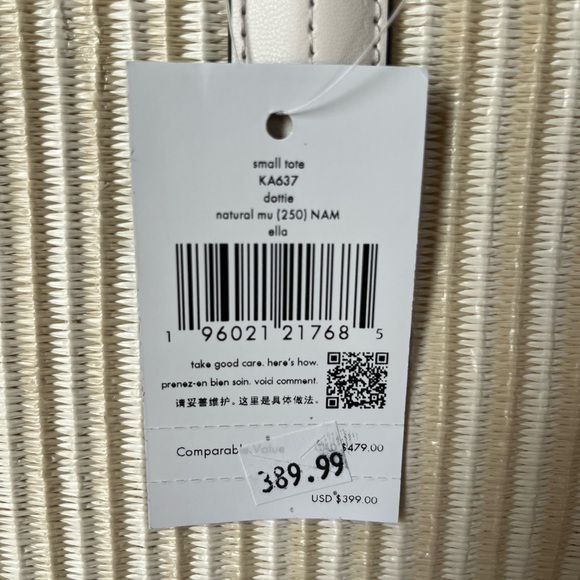 small tote
KA637
dottie
natural mu (250) NAM
ella
1 96021 21768 5
take good care. here's how.
prenez-en bien soin. voici comment.
请妥善维护。这里是具体做法。
Comparable Value $479.00
389.99
USD $399.00